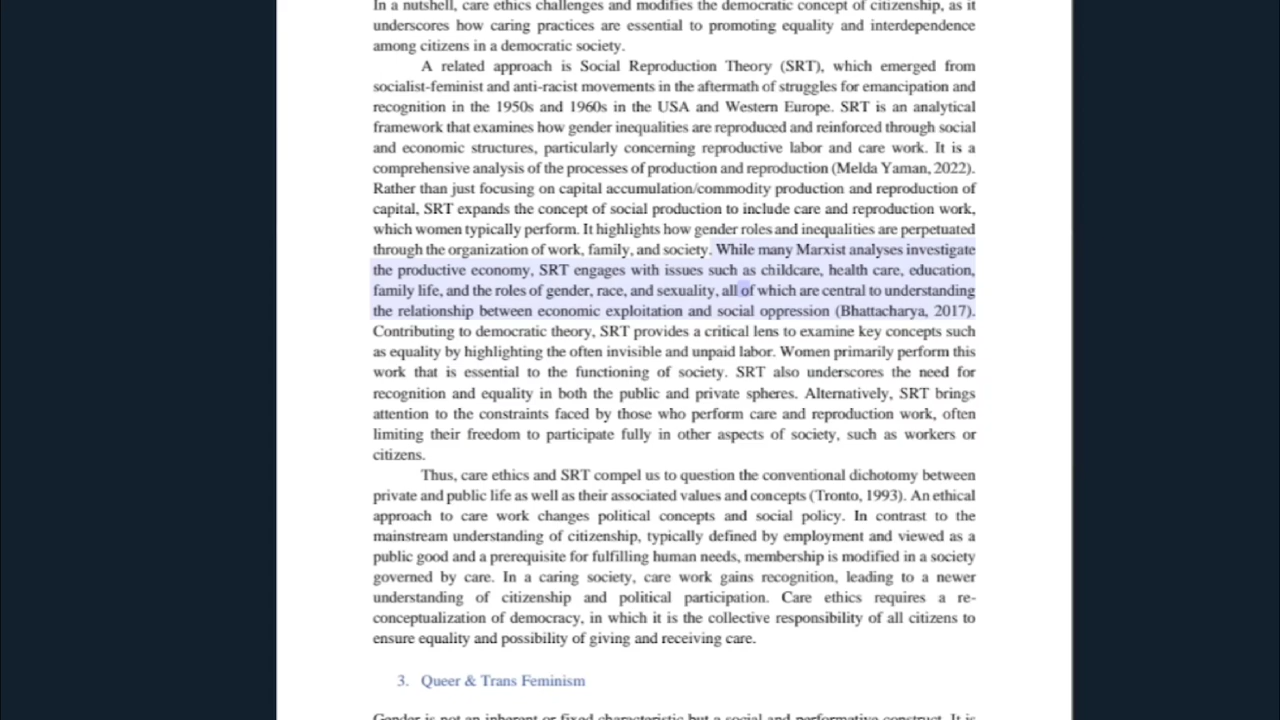 In a nutshell, care ethics challenges and modifies the democratic concept of citizenship, as it
underscores how caring practices are essential to promoting equality and interdependence
among citizens in a democratic society.
A related approach is Social Reproduction Theory (SRT), which emerged from
socialist-feminist and anti-racist movements in the aftermath of struggles for emancipation and
recognition in the 1950s and 1960s in the USA and Western Europe. SRT is an analytical
framework that examines how gender inequalities are reproduced and reinforced through social
and economic structures, particularly concerning reproductive labor and care work. It is a
comprehensive analysis of the processes of production and reproduction (Melda Yaman, 2022).
Rather than just focusing on capital accumulation/commodity production and reproduction of
capital, SRT expands the concept of social production to include care and reproduction work,
which women typically perform. It highlights how gender roles and inequalities are perpetuated
through the organization of work, family, and society. While many Marxist analyses investigate
the productive economy, SRT engages with issues such as childcare, health care, education,
family life, and the roles of gender, race, and sexuality, all of which are central to understanding
the relationship between economic exploitation and social oppression (Bhattacharya, 2017).
Contributing to democratic theory, SRT provides a critical lens to examine key concepts such
as equality by highlighting the often invisible and unpaid labor. Women primarily perform this
work that is essential to the functioning of society. SRT also underscores the need for
recognition and equality in both the public and private spheres. Alternatively, SRT brings
attention to the constraints faced by those who perform care and reproduction work, often
limiting their freedom to participate fully in other aspects of society, such as workers or
citizens.
Thus, care ethics and SRT compel us to question the conventional dichotomy between
private and public life as well as their associated values and concepts (Tronto, 1993). An ethical
approach to care work changes political concepts and social policy. In contrast to the
mainstream understanding of citizenship, typically defined by employment and viewed as a
public good and a prerequisite for fulfilling human needs, membership is modified in a society
governed by care. In a caring society, care work gains recognition, leading to a newer
understanding of citizenship and political participation. Care ethics requires a re-
conceptualization of democracy, in which it is the collective responsibility of all citizens to
ensure equality and possibility of giving and receiving care.
3. Queer & Trans Feminism
Gender is not an inherent or fixed characteristic but a social and performative construct. It is